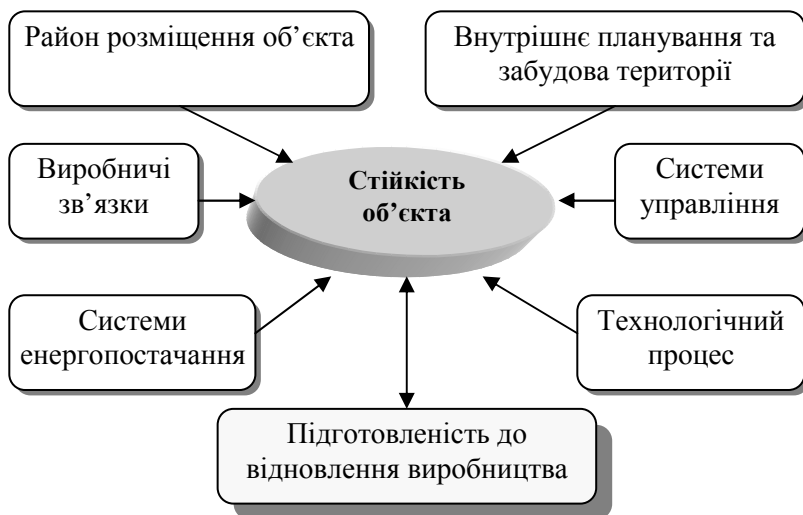 Район розміщення об’єкта
Внутрішнє планування та
забудова території
Виробничі
зв’язки
Стійкість
об’єкта
Системи
управління
Системи
енергопостачання
Технологічний
процес
Підготовленість до
відновлення виробництва